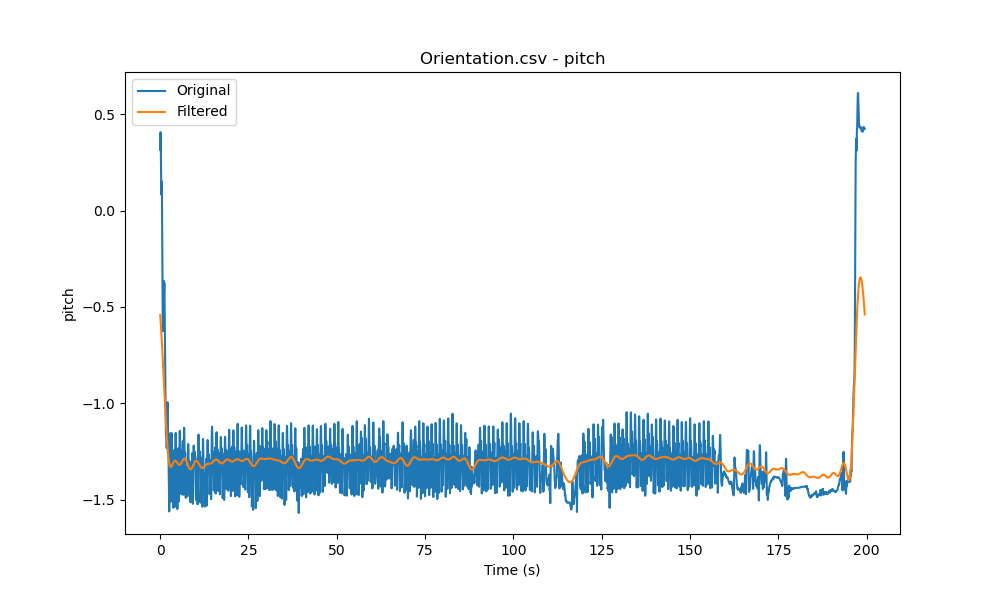 Orientation.csv - pitch
Original
Filtered
0.5
0.0
−0.5
−1.0
−1.5
pitch
0 25 50 75 100 125 150 175 200
Time (s)